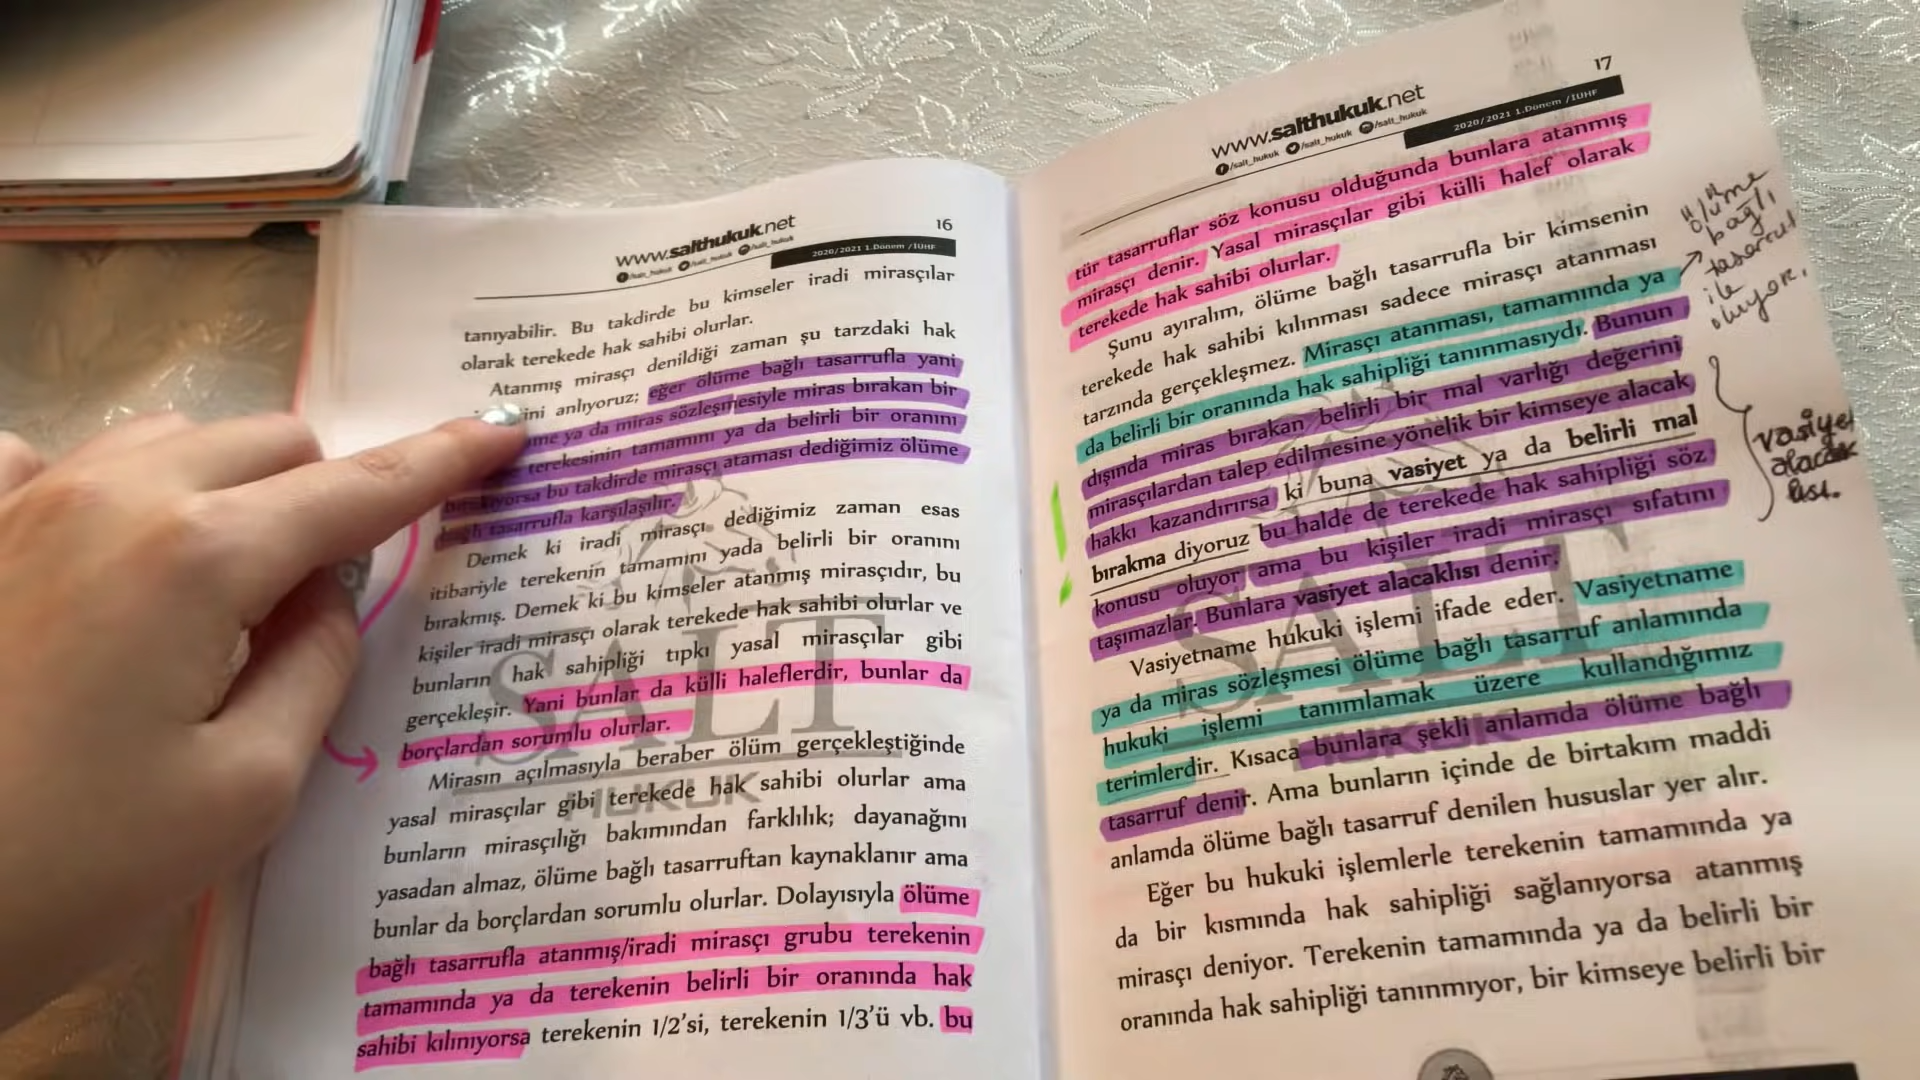 16
www.salthukuk.net
/salt_hukuk /salt_hukuk /salt_hukuk
2020/2021 1.Dönem /İÜHF
tanıyabilir. Bu takdirde bu kimseler iradi mirasçılar
olarak terekede hak sahibi olurlar.
Atanmış mirasçı denildiği zaman şu tarzdaki hak
anlıyoruz; eğer ölüme bağlı tasarrufla yani
ya da miras sözleşmesiyle miras bırakan bir
terekesinin tamamını ya da belirli bir oranını
bırakıyorsa bu takdirde mirasçı ataması dediğimiz ölüme
bağlı tasarrufla karşılaşılır.
Demek ki iradi mirasçı dediğimiz zaman esas
itibariyle terekenin tamamını yada belirli bir oranını
bırakmış. Demek ki bu kimseler atanmış mirasçıdır, bu
kişiler iradi mirasçı olarak terekede hak sahibi olurlar ve
bunların hak sahipliği tıpkı yasal mirasçılar gibi
gerçekleşir. Yani bunlar da külli haleflerdir, bunlar da
borçlardan sorumlu olurlar.
Mirasın açılmasıyla beraber ölüm gerçekleştiğinde
yasal mirasçılar gibi terekede hak sahibi olurlar ama
bunların mirasçılığı bakımından farklılık; dayanağını
yasadan almaz, ölüme bağlı tasarruftan kaynaklanır ama
bunlar da borçlardan sorumlu olurlar. Dolayısıyla ölüme
bağlı tasarrufla atanmış/iradi mirasçı grubu terekenin
tamamında ya da terekenin belirli bir oranında hak
sahibi kılınıyorsa terekenin 1/2'si, terekenin 1/3'ü vb. bu
SALT
HUKUK
17
www.salthukuk.net
/salt_hukuk /salt_hukuk /salt_hukuk
2020/2021 1.Dönem /İÜHF
tür tasarruflar söz konusu olduğunda bunlara atanmış
mirasçı denir. Yasal mirasçılar gibi külli halef olarak
terekede hak sahibi olurlar.
Şunu ayıralım, ölüme bağlı tasarrufla bir kimsenin
terekede hak sahibi kılınması sadece mirasçı atanması
tarzında gerçekleşmez. Mirasçı atanması, tamamında ya
da belirli bir oranında hak sahipliği tanınmasıydı. Bunun
dışında miras bırakan belirli bir mal varlığı değerini
mirasçılardan talep edilmesine yönelik bir kimseye alacak
hakkı kazandırırsa ki buna vasiyet ya da belirli mal
bırakma diyoruz bu halde de terekede hak sahipliği söz
konusu oluyor ama bu kişiler iradi mirasçı sıfatını
taşımazlar. Bunlara vasiyet alacaklısı denir.
Vasiyetname hukuki işlemi ifade eder. Vasiyetname
ya da miras sözleşmesi ölüme bağlı tasarruf anlamında
hukuki işlemi tanımlamak üzere kullandığımız
terimlerdir. Kısaca bunlara şekli anlamda ölüme bağlı
tasarruf denir. Ama bunların içinde de birtakım maddi
anlamda ölüme bağlı tasarruf denilen hususlar yer alır.
Eğer bu hukuki işlemlerle terekenin tamamında ya
da bir kısmında hak sahipliği sağlanıyorsa atanmış
mirasçı deniyor. Terekenin tamamında ya da belirli bir
oranında hak sahipliği tanınmıyor, bir kimseye belirli bir
SALT
HUKUK
ölüme
bağlı
tasarruf
ile
oluyor.
vasiyet
alacak
lısı.